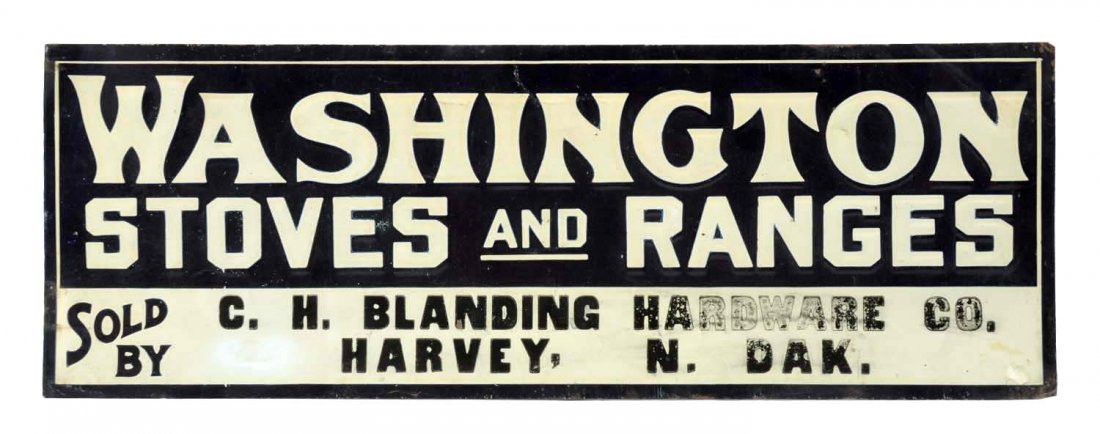 WASHINGTON
STOVES AND RANGES
SOLD BY
C. H. BLANDING HARDWARE CO.
HARVEY, N. DAK.